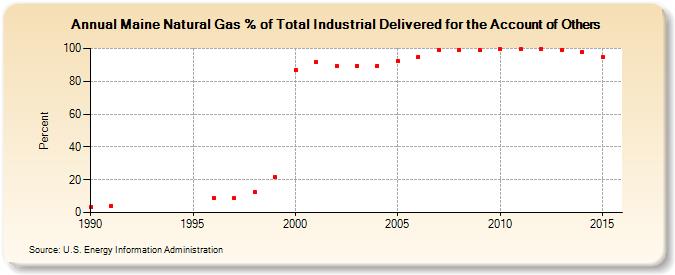 Annual Maine Natural Gas % of Total Industrial Delivered for the Account of Others
Percent
100
80
60
40
20
0
1990 1995 2000 2005 2010 2015
Source: U.S. Energy Information Administration